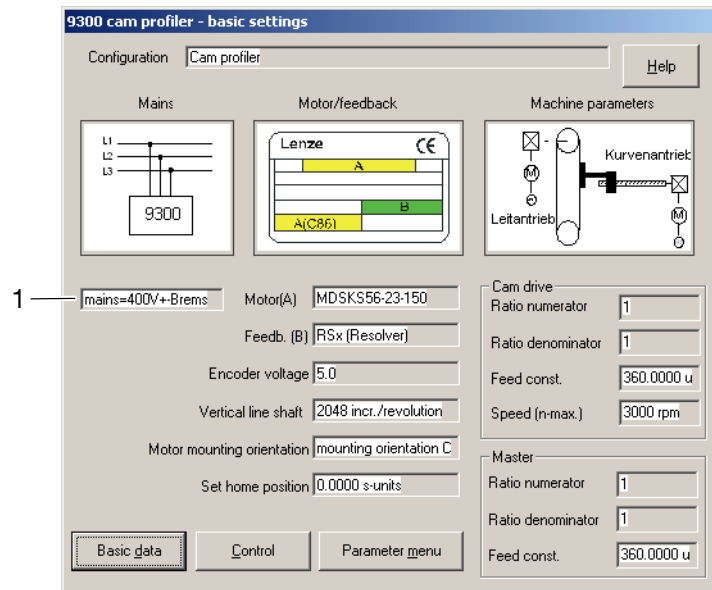 9300 cam profiler - basic settings
Configuration Cam profiler
Help
Mains
Motor/feedback
Machine parameters
L1
L2
L3
9300
Lenze CE
A
B
A(C86)
Kurvenantriek
M
Leitantrieb
M
1
mains=400V+-Brems
Motor(A) MDSKS56-23-150
Feedb. (B) RSx (Resolver)
Encoder voltage 5.0
Vertical line shaft 2048 incr./revolution
Motor mounting orientation mounting orientation C
Set home position 0.0000 s-units
Cam drive
Ratio numerator 1
Ratio denominator 1
Feed const. 360.0000 u
Speed (n-max.) 3000 rpm
Master
Ratio numerator 1
Ratio denominator 1
Feed const. 360.0000 u
Basic data
Control
Parameter menu